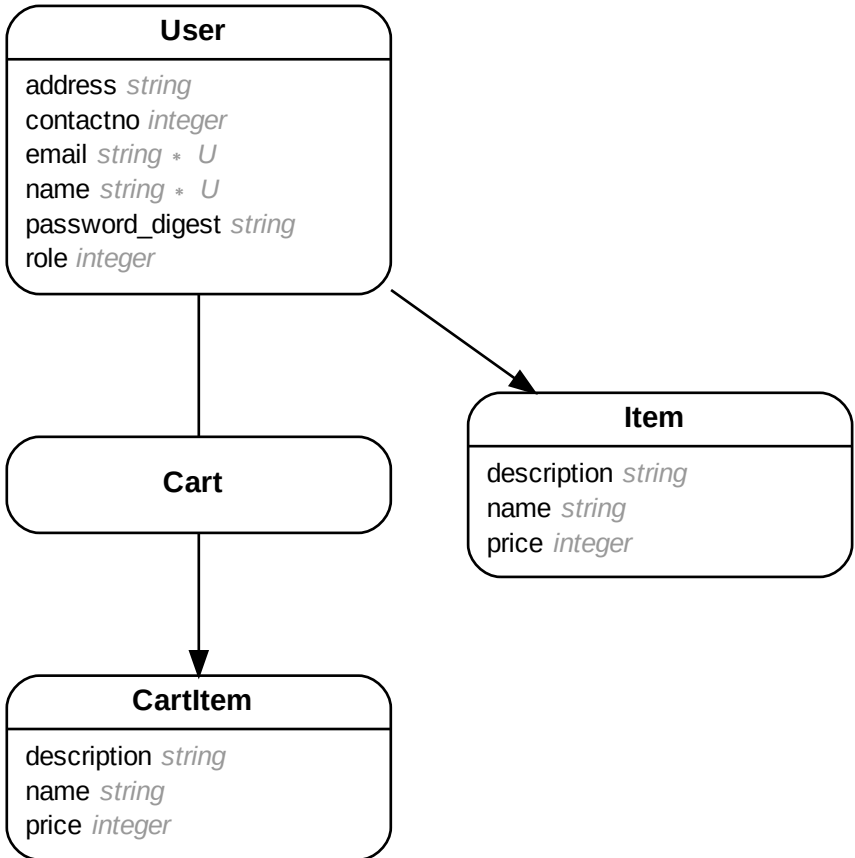 User
address string
contactno integer
email string * U
name string * U
password_digest string
role integer
Cart
Item
description string
name string
price integer
CartItem
description string
name string
price integer